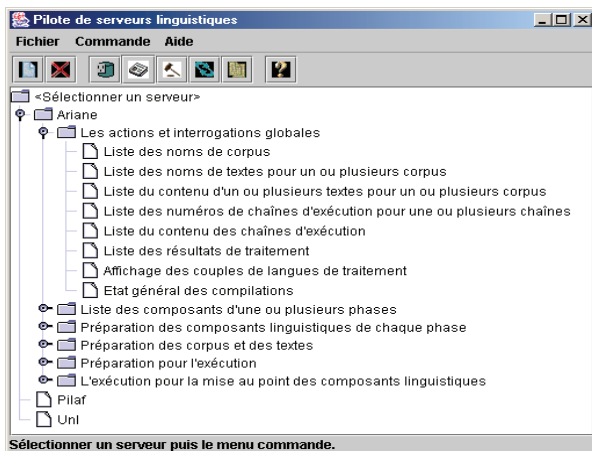 Pilote de serveurs linguistiques
Fichier Commande Aide
<Sélectionner un serveur>
Ariane
Les actions et interrogations globales
Liste des noms de corpus
Liste des noms de textes pour un ou plusieurs corpus
Liste du contenu d'un ou plusieurs textes pour un ou plusieurs corpus
Liste des numéros de chaînes d'exécution pour une ou plusieurs chaînes
Liste du contenu des chaînes d'exécution
Liste des résultats de traitement
Affichage des couples de langues de traitement
Etat général des compilations
Liste des composants d'une ou plusieurs phases
Préparation des composants linguistiques de chaque phase
Préparation des corpus et des textes
Préparation pour l'exécution
L'exécution pour la mise au point des composants linguistiques
Pilaf
Unl
Sélectionner un serveur puis le menu commande.